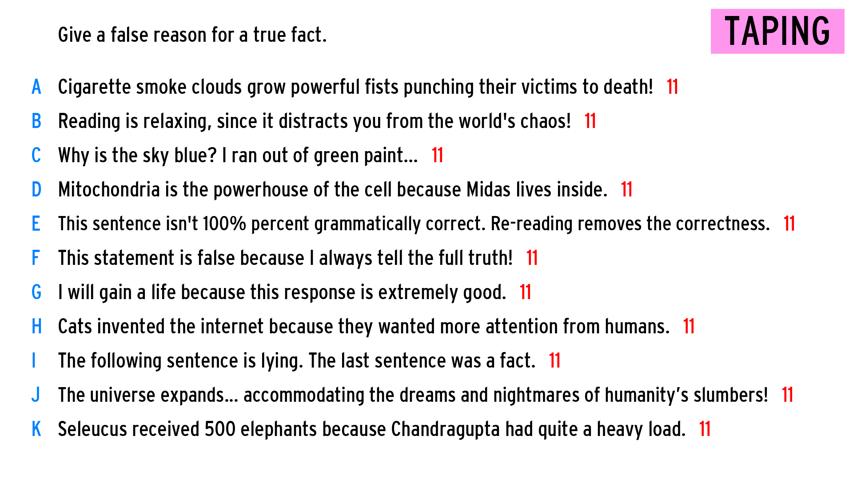 Give a false reason for a true fact.
TAPING
A Cigarette smoke clouds grow powerful fists punching their victims to death! 11
B Reading is relaxing, since it distracts you from the world's chaos! 11
C Why is the sky blue? I ran out of green paint... 11
D Mitochondria is the powerhouse of the cell because Midas lives inside. 11
E This sentence isn't 100% percent grammatically correct. Re-reading removes the correctness. 11
F This statement is false because I always tell the full truth! 11
G I will gain a life because this response is extremely good. 11
H Cats invented the internet because they wanted more attention from humans. 11
I The following sentence is lying. The last sentence was a fact. 11
J The universe expands... accommodating the dreams and nightmares of humanity’s slumbers! 11
K Seleucus received 500 elephants because Chandragupta had quite a heavy load. 11